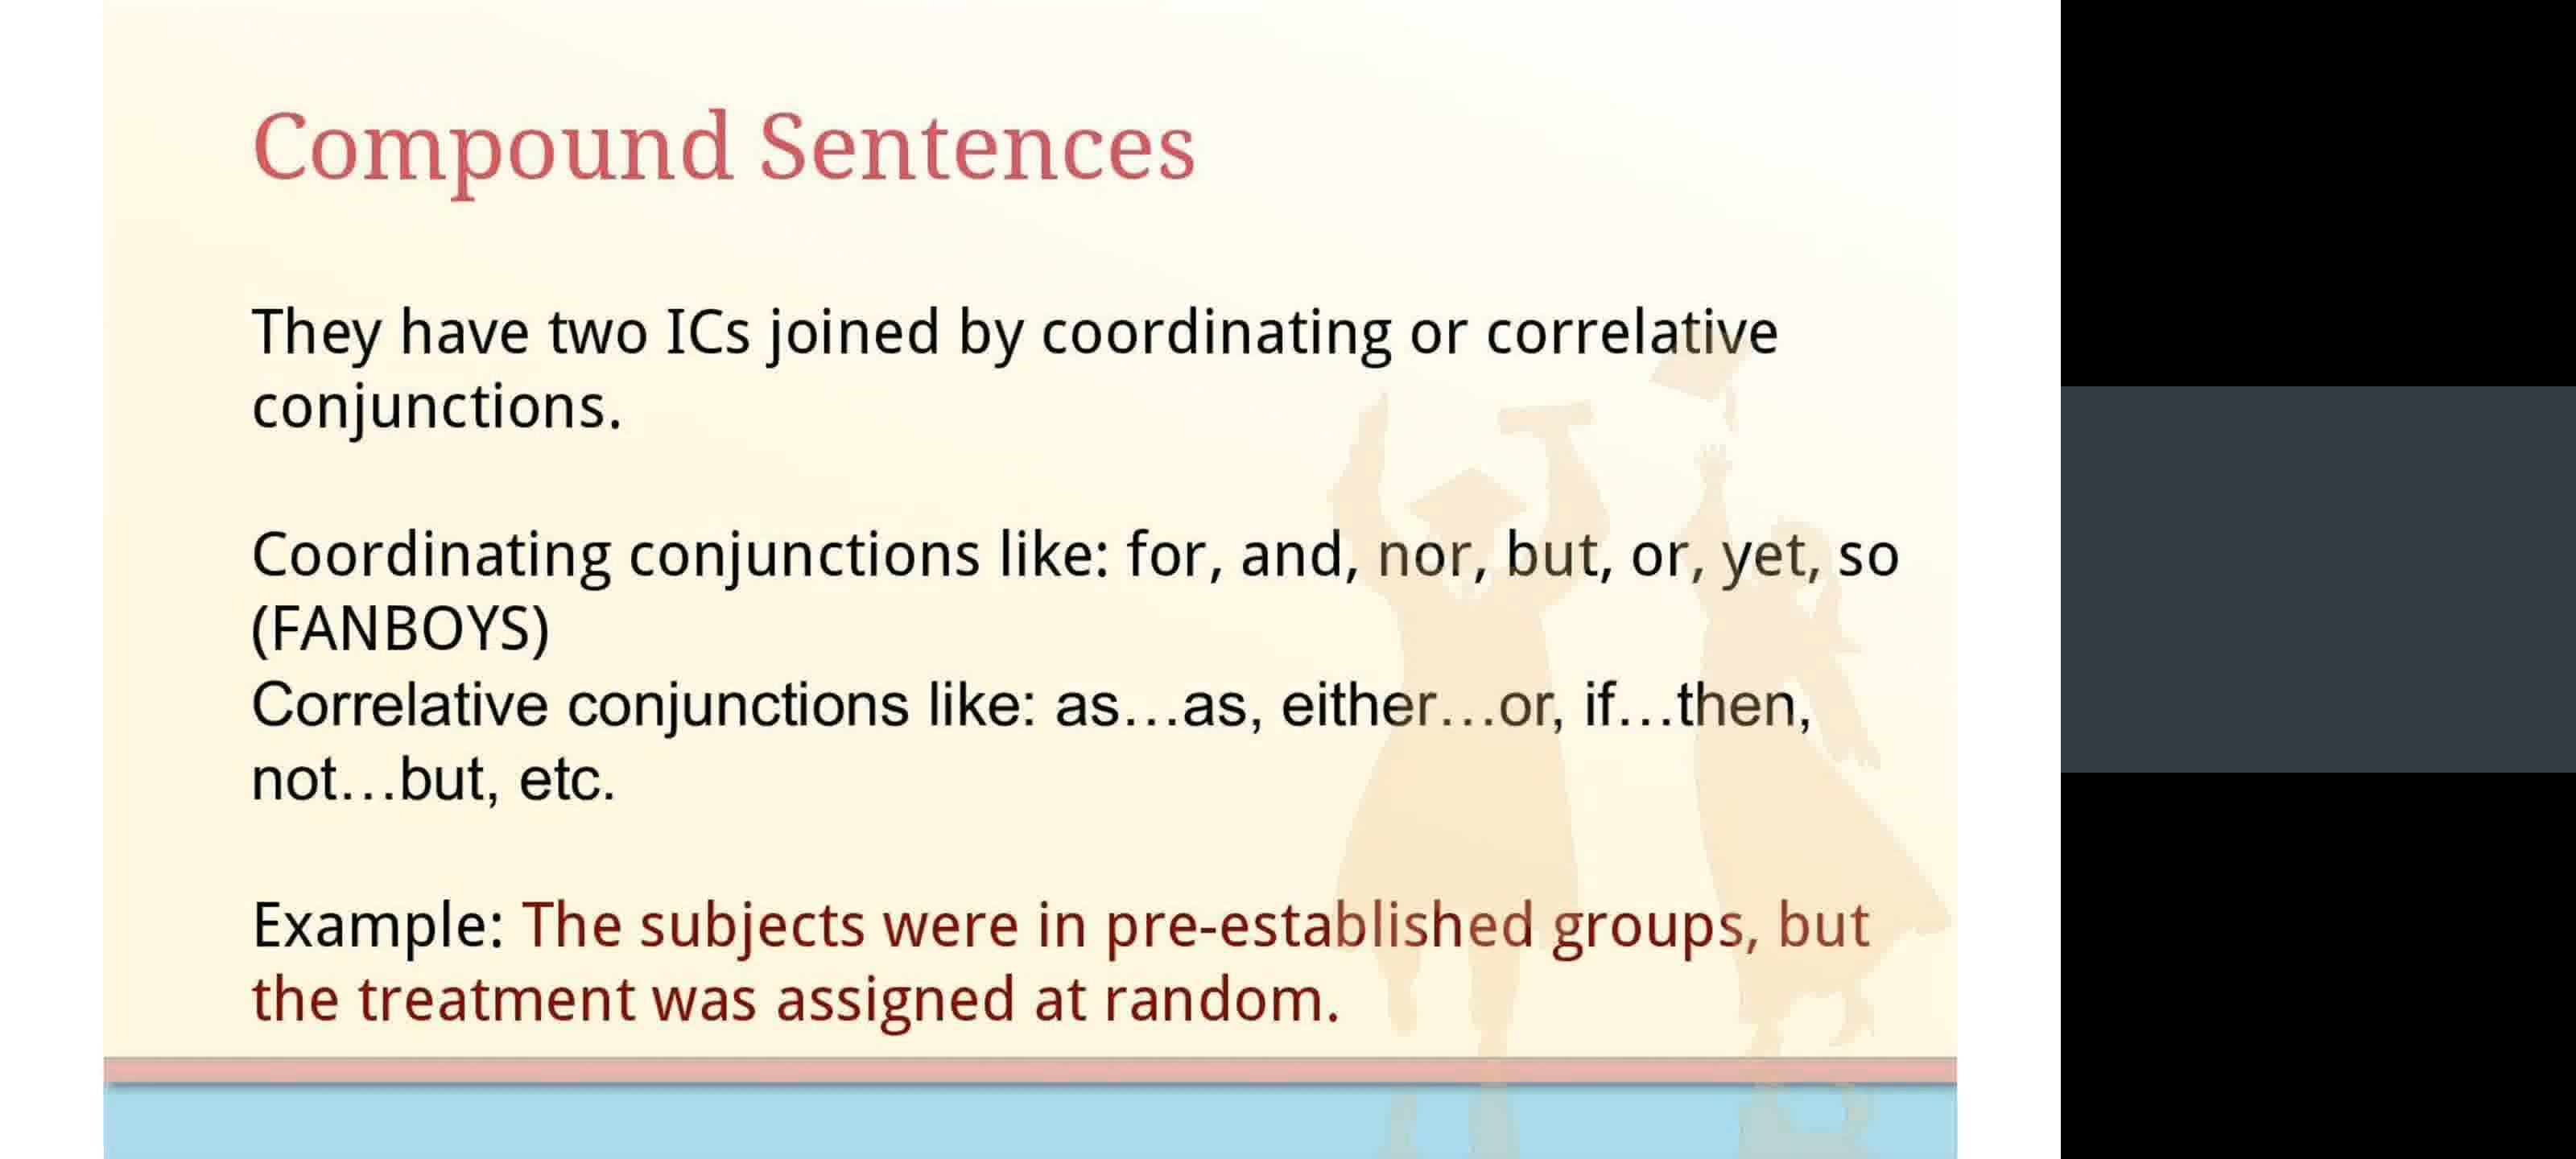 Compound Sentences
They have two ICs joined by coordinating or correlative
conjunctions.
Coordinating conjunctions like: for, and, nor, but, or, yet, so
(FANBOYS)
Correlative conjunctions like: as…as, either…or, if…then,
not…but, etc.
Example: The subjects were in pre-established groups, but
the treatment was assigned at random.